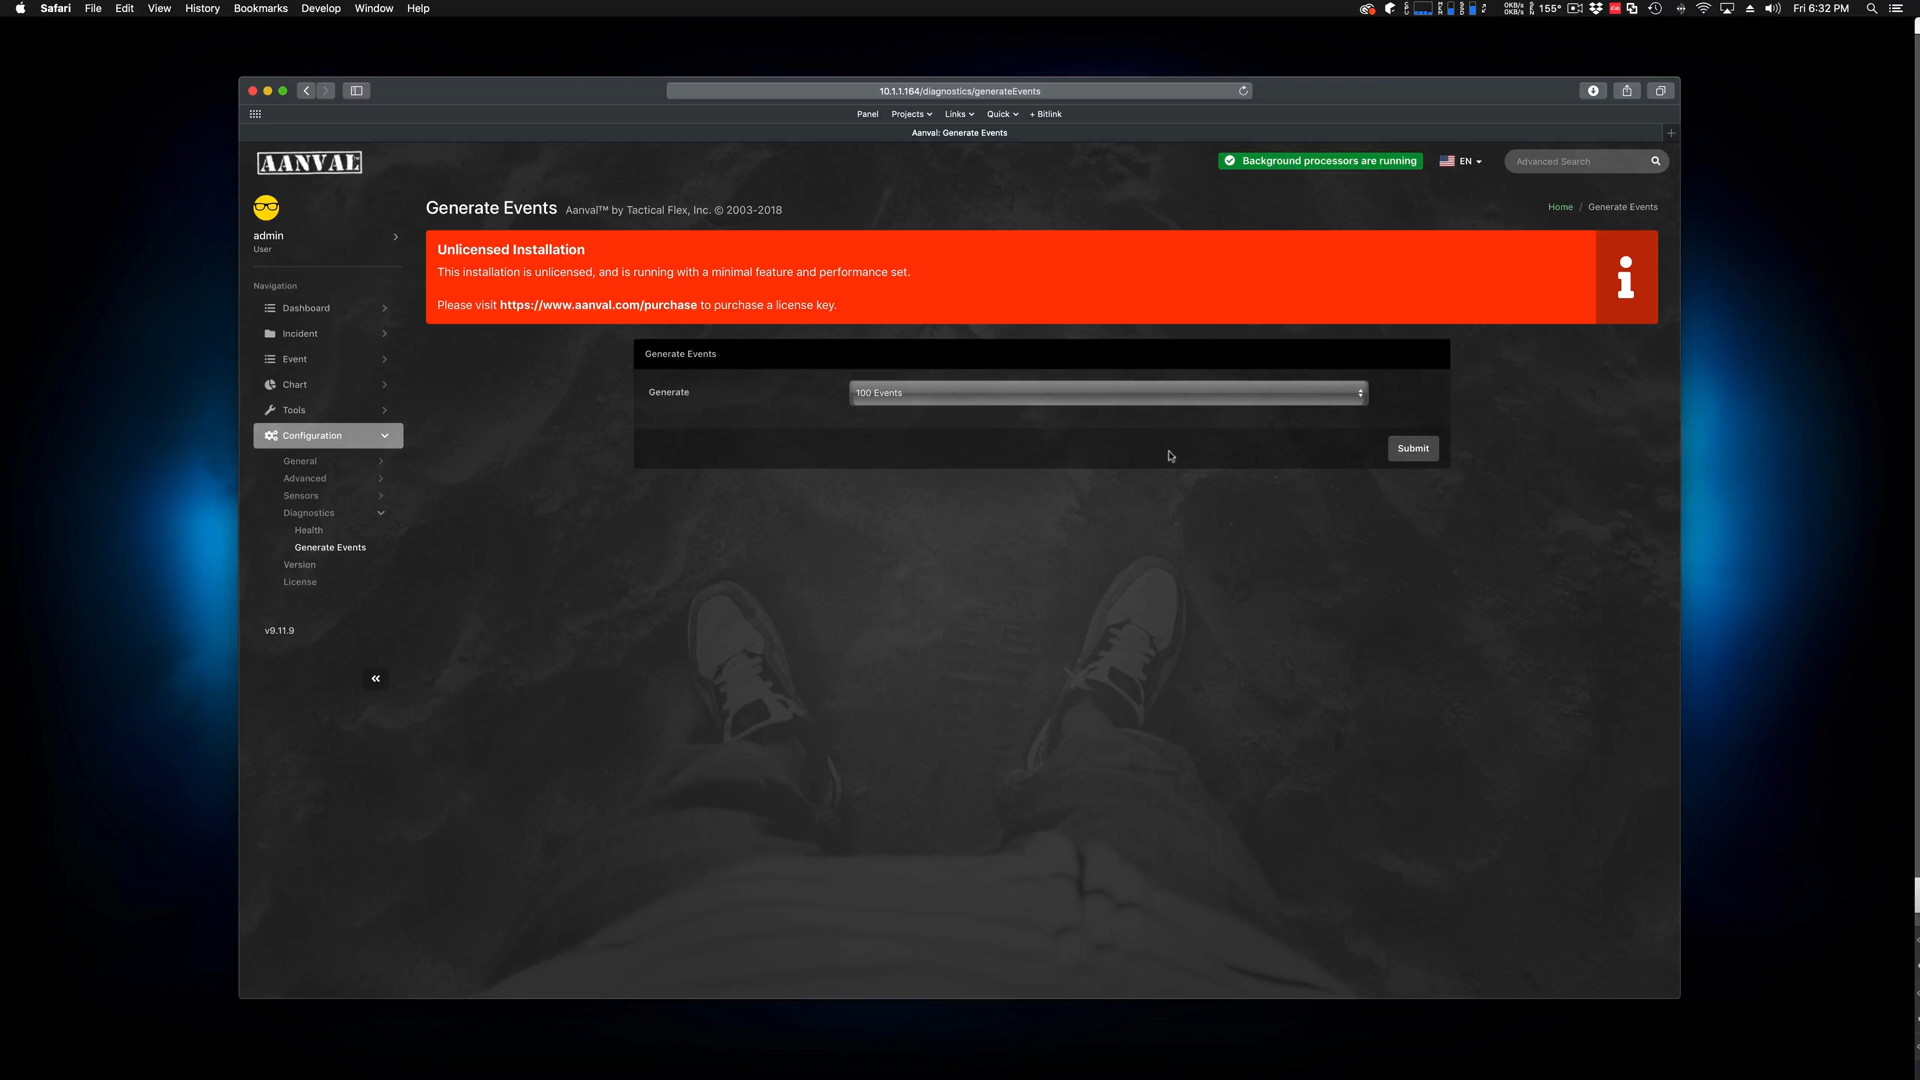 Safari File Edit View History Bookmarks Develop Window Help
0KB/s
0KB/s
155°
Fri 6:32 PM
10.1.1.164/diagnostics/generateEvents
Panel Projects Links Quick + Bitlink
Aanval: Generate Events
AANVAL
Background processors are running
EN
Advanced Search
admin
User
Generate Events Aanval™ by Tactical Flex, Inc. © 2003-2018
Home / Generate Events
Unlicensed Installation
This installation is unlicensed, and is running with a minimal feature and performance set.
Please visit https://www.aanval.com/purchase to purchase a license key.
Navigation
Dashboard
Incident
Event
Chart
Tools
Configuration
General
Advanced
Sensors
Diagnostics
Health
Generate Events
Version
License
v9.11.9
Generate Events
Generate
100 Events
Submit